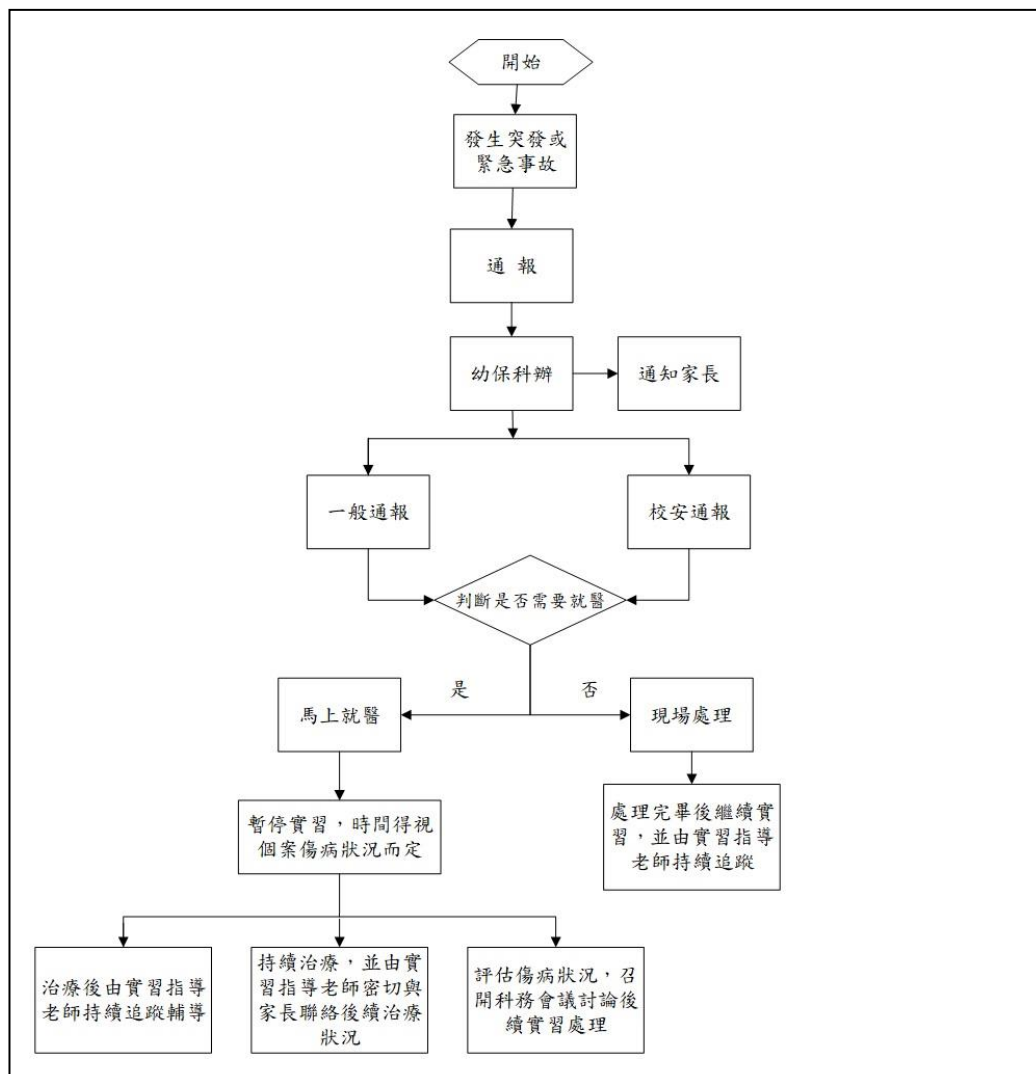 開始
發生突發或
緊急事故
通 報
幼保科辦
通知家長
一般通報
校安通報
判斷是否需要就醫
是
否
馬上就醫
現場處理
暫停實習，時間得視
個案傷病狀況而定
處理完畢後繼續實
習，並由實習指導
老師持續追蹤
治療後由實習指導
老師持續追蹤輔導
持續治療，並由實
習指導老師密切與
家長聯絡後續治療
狀況
評估傷病狀況，召
開科務會議討論後
續實習處理